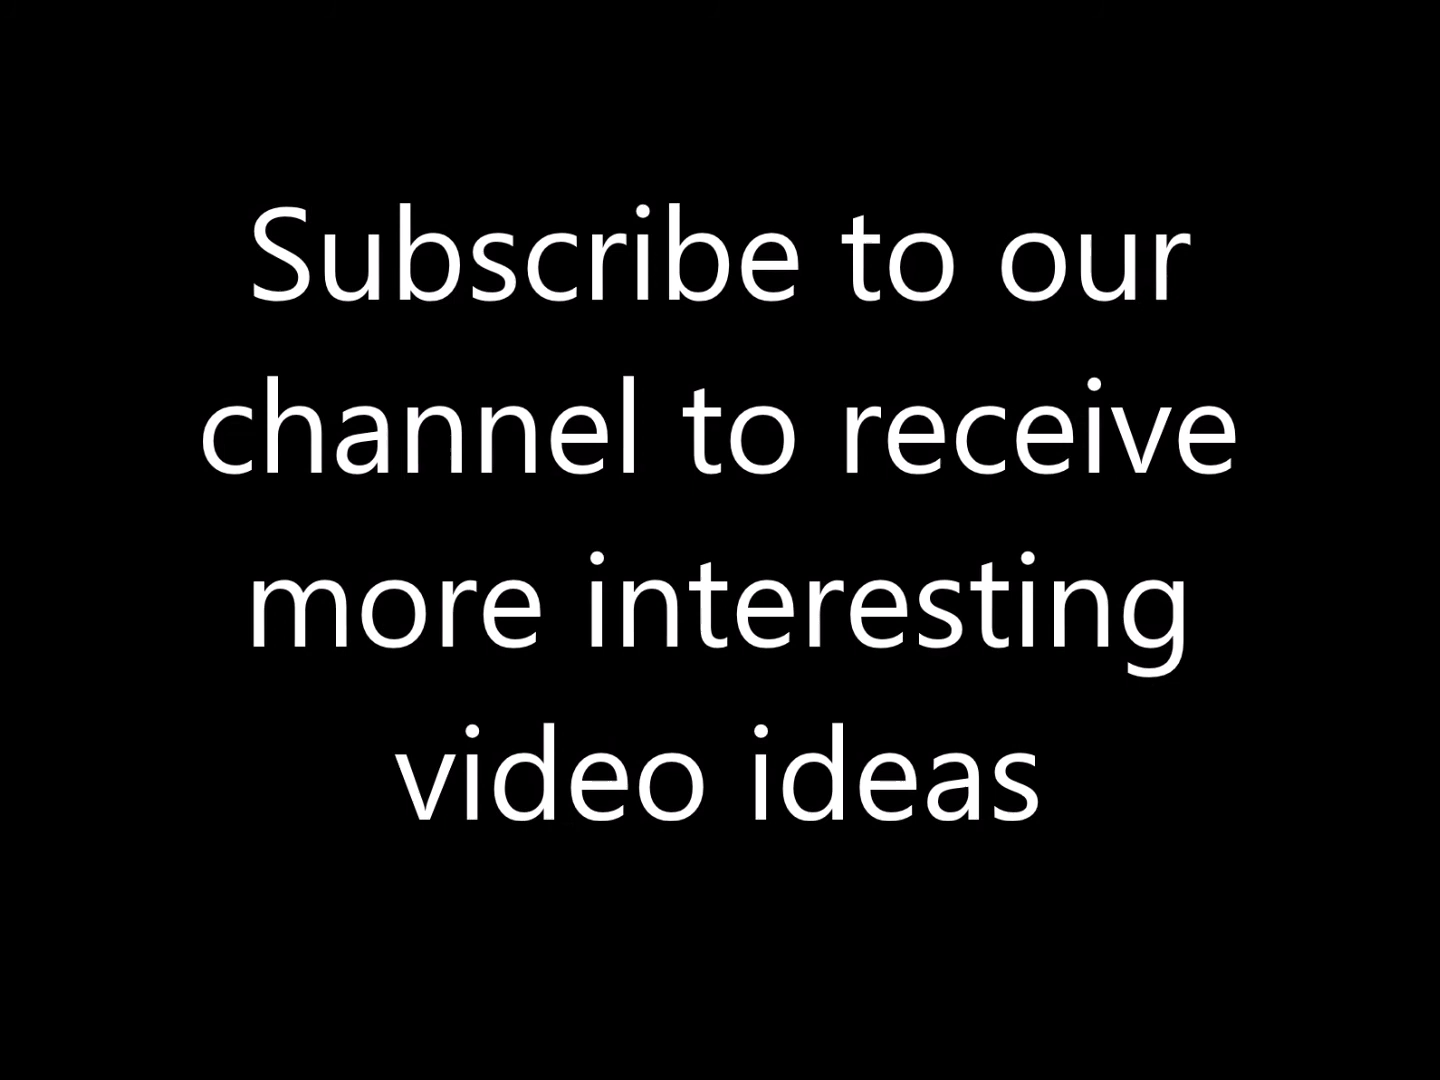 Subscribe to our
channel to receive
more interesting
video ideas